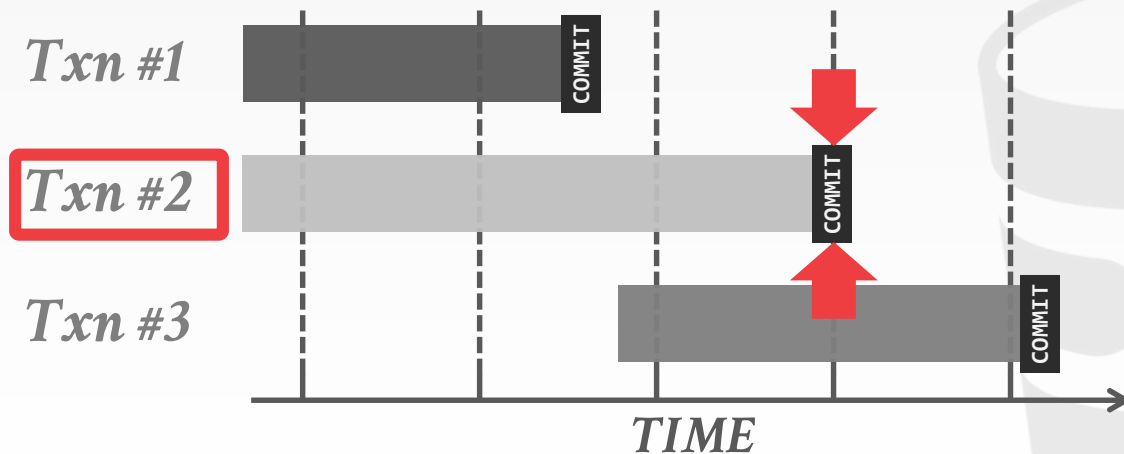 Txn #1
COMMIT
Txn #2
COMMIT
Txn #3
COMMIT
TIME